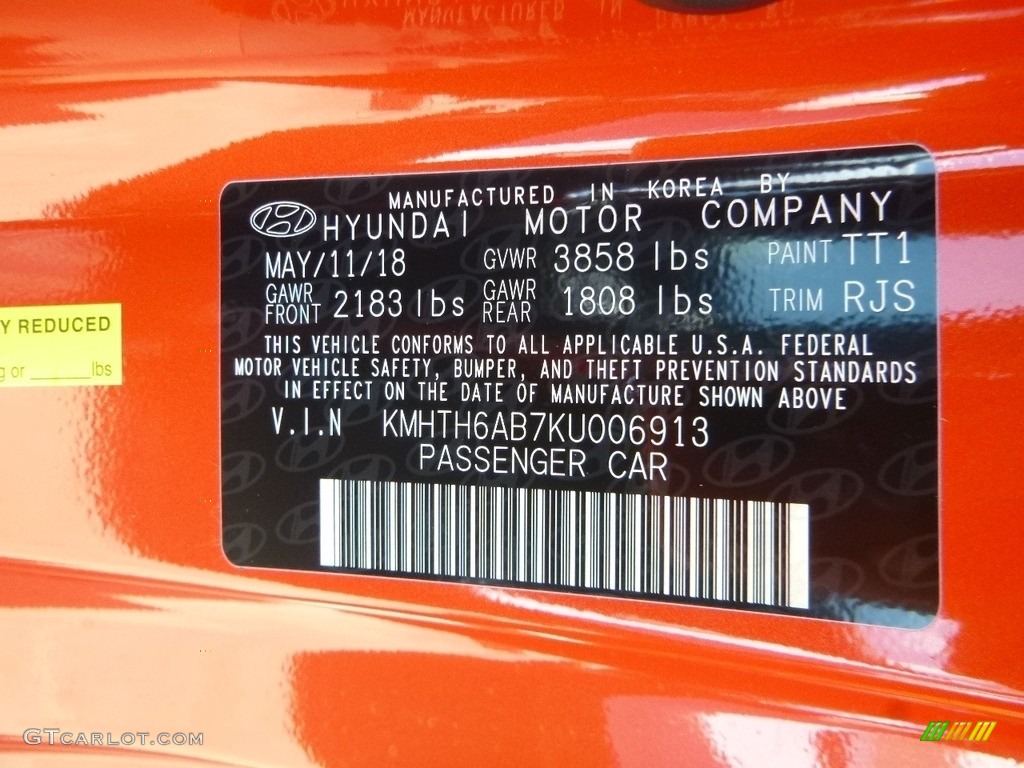 MANUFACTURED IN KOREA BY
HYUNDAI MOTOR COMPANY
MAY/11/18 GVWR 3858 lbs PAINT TT1
GAWR FRONT 2183 lbs GAWR REAR 1808 lbs TRIM RJS
THIS VEHICLE CONFORMS TO ALL APPLICABLE U.S.A. FEDERAL
MOTOR VEHICLE SAFETY, BUMPER, AND THEFT PREVENTION STANDARDS
IN EFFECT ON THE DATE OF MANUFACTURE SHOWN ABOVE
V.I.N KMHTH6AB7KU006913
PASSENGER CAR
Y REDUCED
g or ______lbs
GTCARLOT.COM